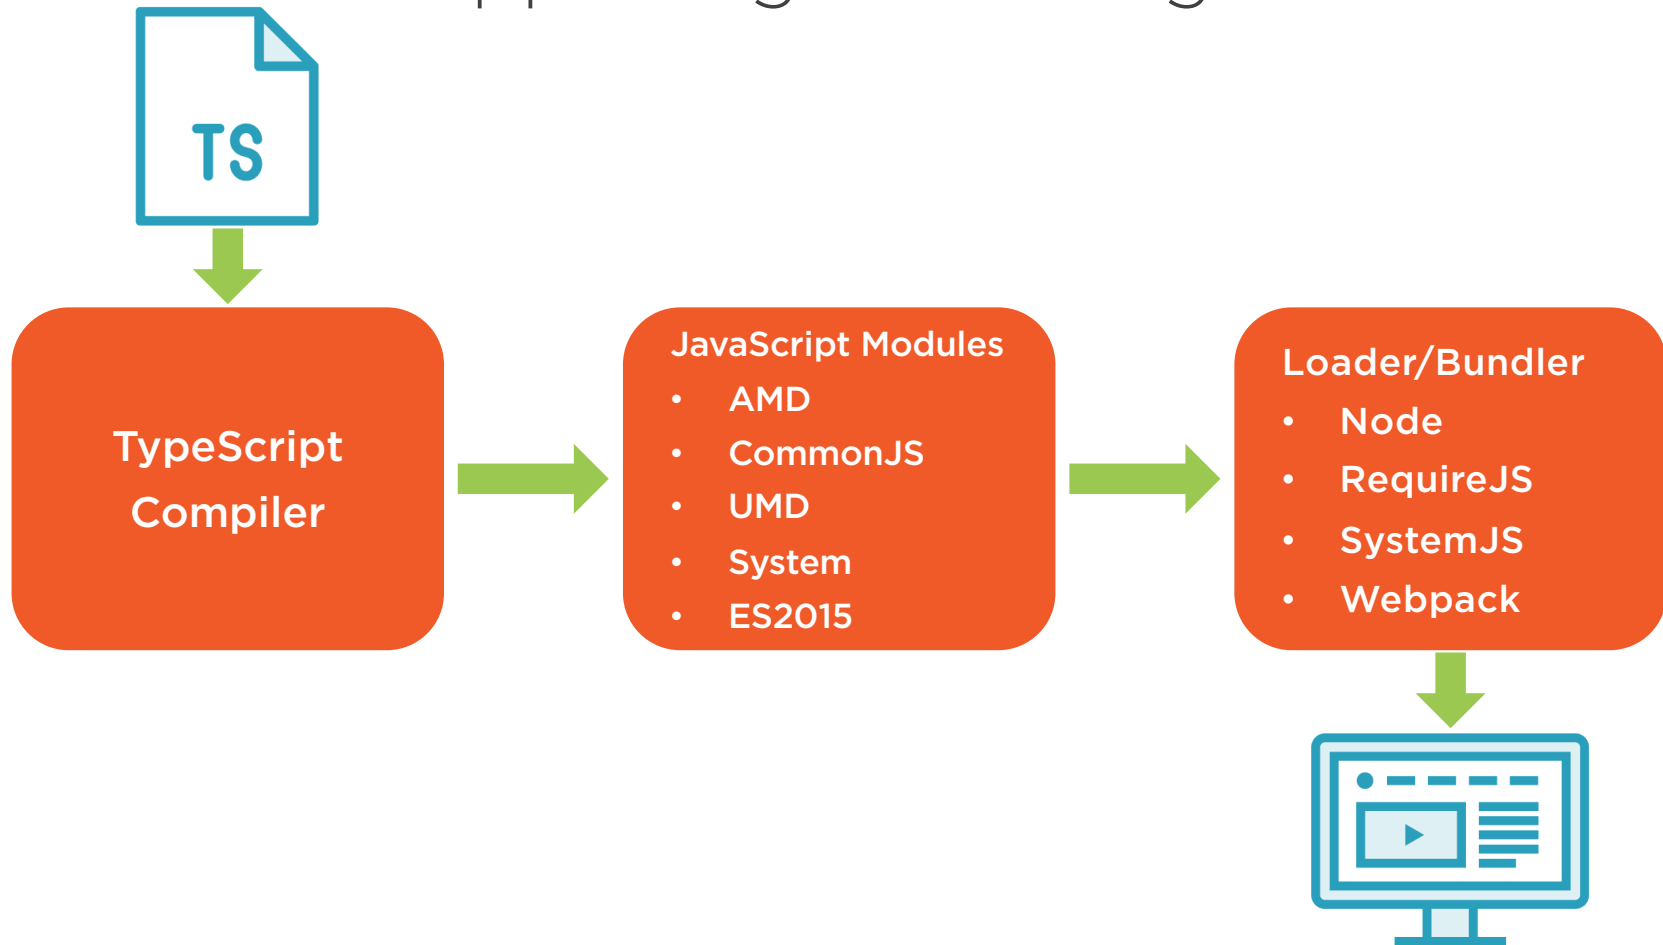 TS
TypeScript
Compiler
JavaScript Modules
• AMD
• CommonJS
• UMD
• System
• ES2015
Loader/Bundler
• Node
• RequireJS
• SystemJS
• Webpack